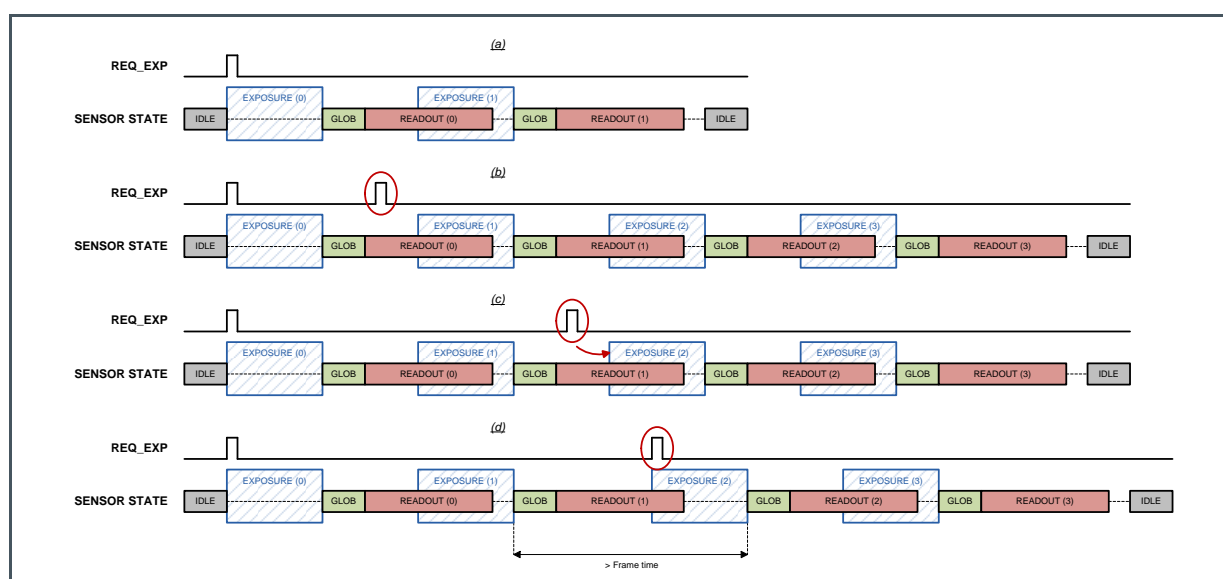 (a)
REQ_EXP
EXPOSURE (0) EXPOSURE (1)
SENSOR STATE IDLE GLOB READOUT (0) GLOB READOUT (1) IDLE
(b)
REQ_EXP
EXPOSURE (0) EXPOSURE (1) EXPOSURE (2) EXPOSURE (3)
SENSOR STATE IDLE GLOB READOUT (0) GLOB READOUT (1) GLOB READOUT (2) GLOB READOUT (3) IDLE
(c)
REQ_EXP
EXPOSURE (0) EXPOSURE (1) EXPOSURE (2) EXPOSURE (3)
SENSOR STATE IDLE GLOB READOUT (0) GLOB READOUT (1) GLOB READOUT (2) GLOB READOUT (3) IDLE
(d)
REQ_EXP
EXPOSURE (0) EXPOSURE (1) EXPOSURE (2) EXPOSURE (3)
SENSOR STATE IDLE GLOB READOUT (0) GLOB READOUT (1) GLOB READOUT (2) GLOB READOUT (3) IDLE
> Frame time